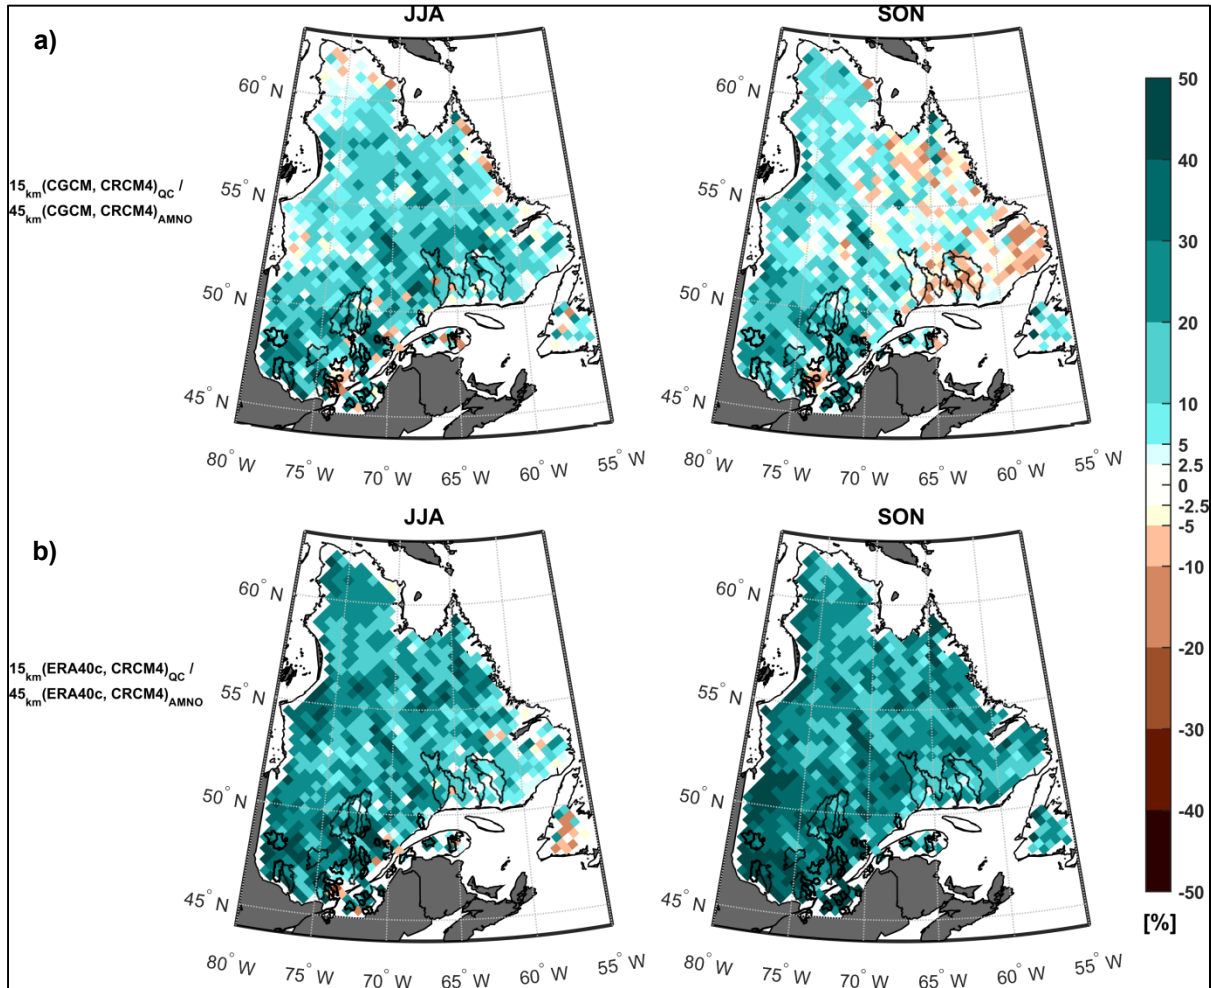 a)
JJA
SON
60° N
55° N
50° N
45° N
80° W
75° W
70° W
65° W
60° W
55° W
60° N
55° N
50° N
45° N
80° W
75° W
70° W
65° W
60° W
55° W
15km(CGCM, CRCM4)QC /
45km(CGCM, CRCM4)AMNO
b)
JJA
SON
60° N
55° N
50° N
45° N
80° W
75° W
70° W
65° W
60° W
55° W
60° N
55° N
50° N
45° N
80° W
75° W
70° W
65° W
60° W
55° W
15km(ERA40c, CRCM4)QC /
45km(ERA40c, CRCM4)AMNO
50
40
30
20
10
5
2.5
0
-2.5
-5
-10
-20
-30
-40
-50
[%]